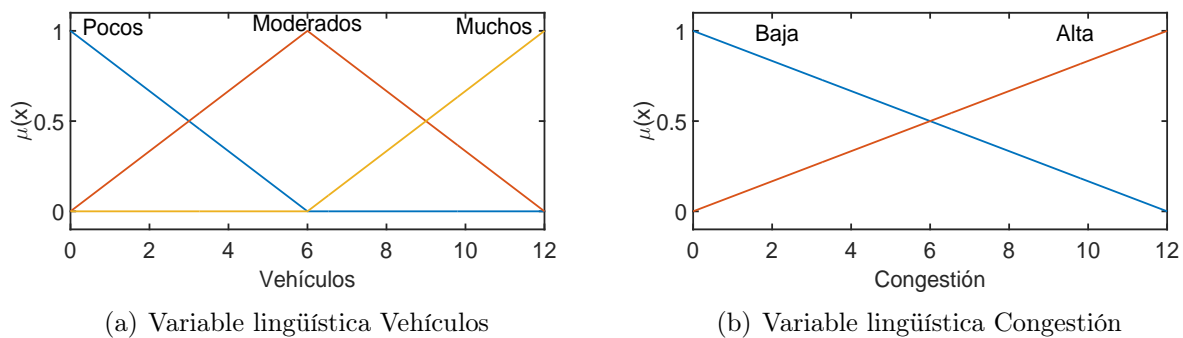 Pocos
Moderados
Muchos
1
0.5
0
μ(x)
0 2 4 6 8 10 12
Vehículos
(a) Variable lingüística Vehículos
Baja
Alta
1
0.5
0
μ(x)
0 2 4 6 8 10 12
Congestión
(b) Variable lingüística Congestión